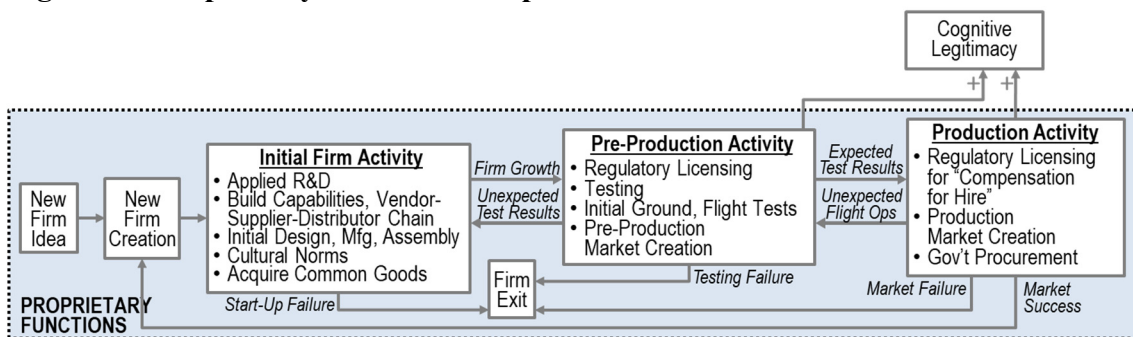 Cognitive
Legitimacy
+
+
New
Firm
Idea
New
Firm
Creation
Initial Firm Activity
• Applied R&D
• Build Capabilities, Vendor-
Supplier-Distributor Chain
• Initial Design, Mfg, Assembly
• Cultural Norms
• Acquire Common Goods
Firm Growth
Unexpected
Test Results
Pre-Production Activity
• Regulatory Licensing
• Testing
• Initial Ground, Flight Tests
• Pre-Production
Market Creation
Expected
Test Results
Unexpected
Flight Ops
Production Activity
• Regulatory Licensing
for “Compensation
for Hire”
• Production
Market Creation
• Gov’t Procurement
Start-Up Failure
Firm
Exit
Testing Failure
Market Failure
Market
Success
PROPRIETARY
FUNCTIONS